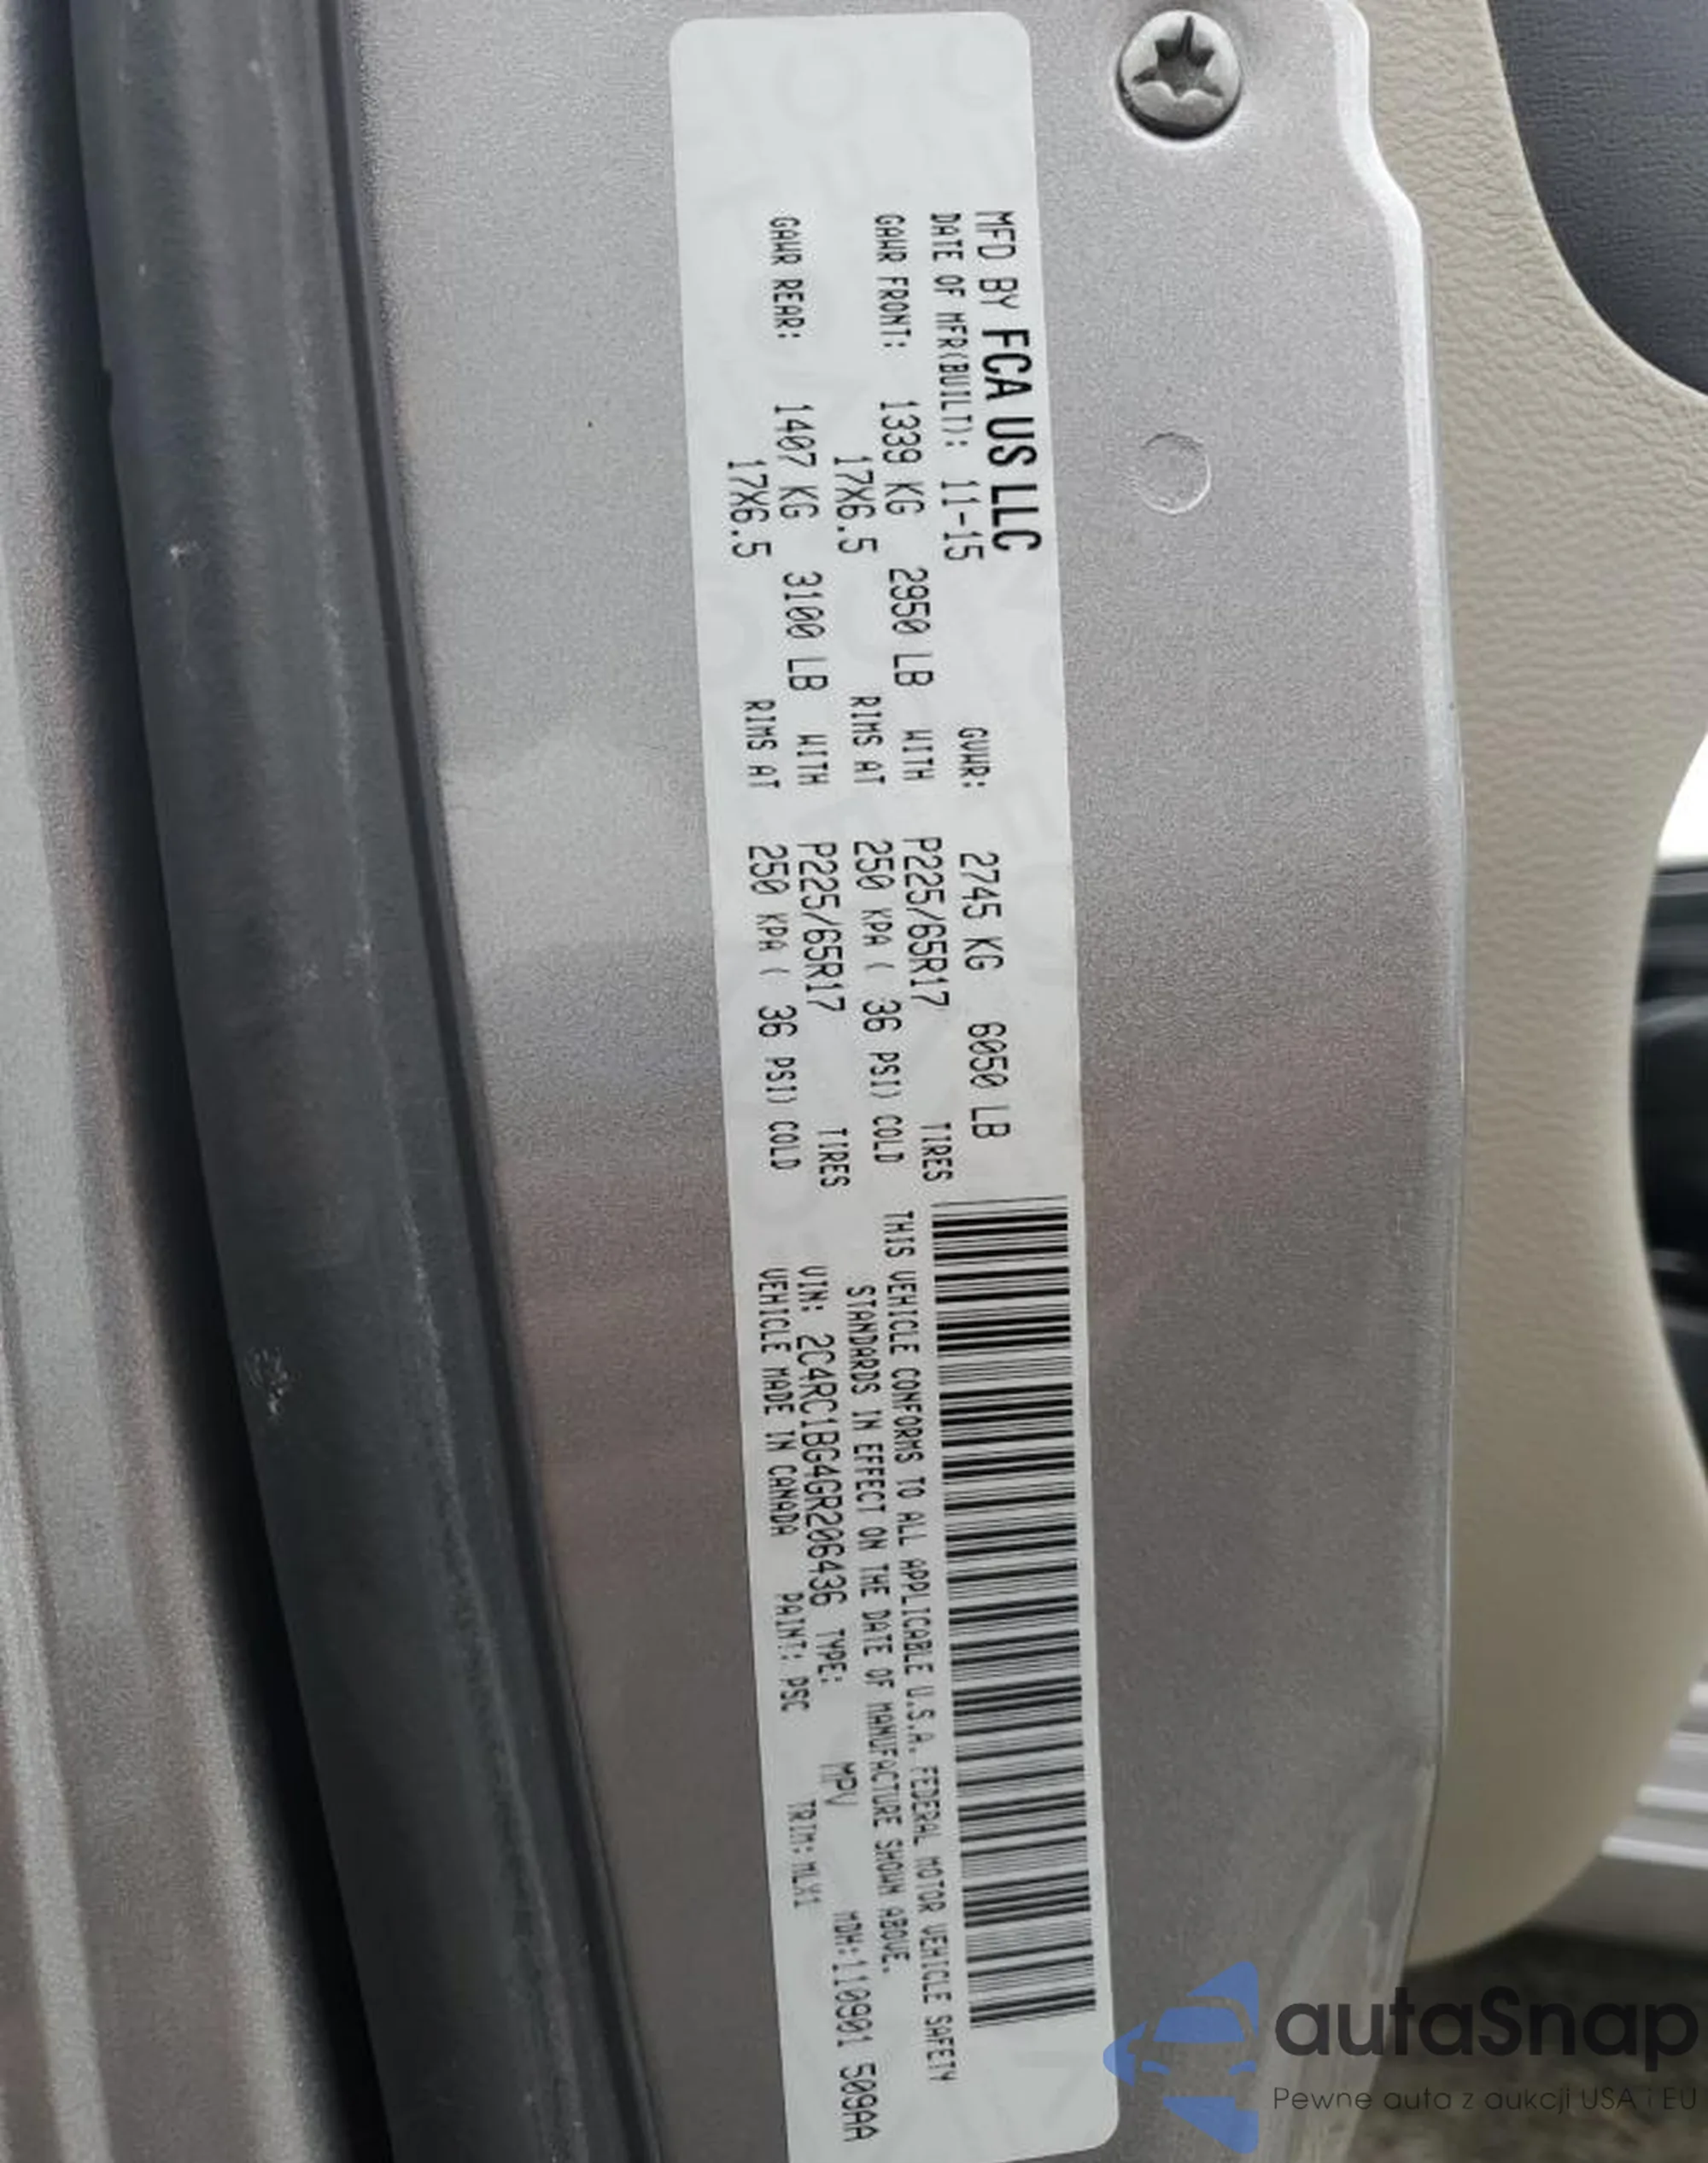 MFD BY FCA US LLC
DATE OF MFR(BUILT): 11-15 GVWR: 2745 KG 6050 LB
GAWR FRONT: 1339 KG 2950 LB WITH P225/65R17 TIRES
17X6.5 RIMS AT 250 KPA ( 36 PSI) COLD
GAWR REAR: 1407 KG 3100 LB WITH P225/65R17 TIRES
17X6.5 RIMS AT 250 KPA ( 36 PSI) COLD
THIS VEHICLE CONFORMS TO ALL APPLICABLE U.S.A. FEDERAL MOTOR VEHICLE SAFETY
STANDARDS IN EFFECT ON THE DATE OF MANUFACTURE SHOWN ABOVE.
VIN: 2C4RC1BG4GR206436 TYPE: MPV MDH:110901 509AA
VEHICLE MADE IN CANADA PAINT: PSC TRIM: MLX1
autaSnap
Pewne auta z aukcji USA i EU